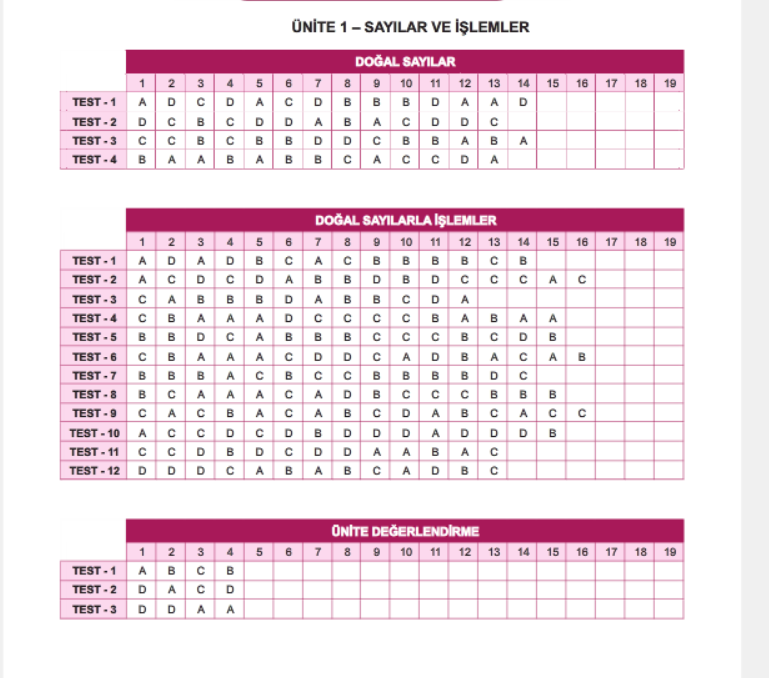 ÜNİTE 1 – SAYILAR VE İŞLEMLER
DOĞAL SAYILAR
1 2 3 4 5 6 7 8 9 10 11 12 13 14 15 16 17 18 19
TEST - 1 A D C D A C D B B B D A A D
TEST - 2 D C B C D D A B A C D D C
TEST - 3 C C B C B B D D C B B A B A
TEST - 4 B A A B A B B C A C C D A
DOĞAL SAYILARLA İŞLEMLER
1 2 3 4 5 6 7 8 9 10 11 12 13 14 15 16 17 18 19
TEST - 1 A D A D B C A C B B B B C B
TEST - 2 A C D C D A B B D B D C C C A C
TEST - 3 C A B B B D A B B C D A
TEST - 4 C B A A A D C C C C B A B A A
TEST - 5 B B D C A B B B C C C B C D B
TEST - 6 C B A A A C D D C A D B A C A B
TEST - 7 B B B A C B C C B B B B D C
TEST - 8 B C A A A C A D B C C C B B B
TEST - 9 C A C B A C A B C D A B C A C C
TEST - 10 A C C D C D B D D D A D D D B
TEST - 11 C C D B D C D D A A B A C
TEST - 12 D D D C A B A B C A D B C
ÜNİTE DEĞERLENDİRME
1 2 3 4 5 6 7 8 9 10 11 12 13 14 15 16 17 18 19
TEST - 1 A B C B
TEST - 2 D A C D
TEST - 3 D D A A